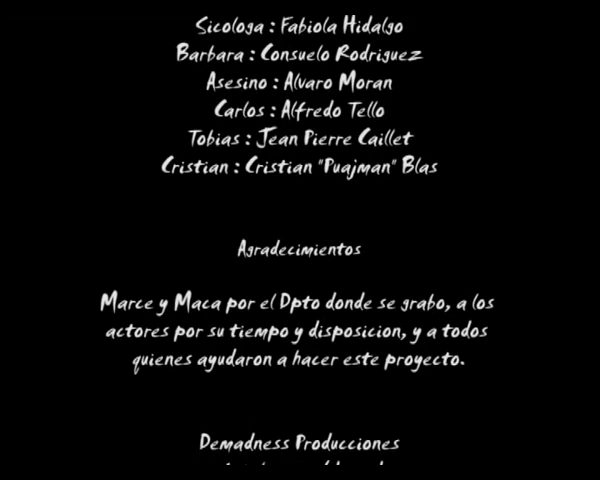 Sicologa : Fabiola Hidalgo
Barbara : Consuelo Rodriguez
Asesino : Alvaro Moran
Carlos : Alfredo Tello
Tobias : Jean Pierre Caillet
Cristian : Cristian "Puajman" Blas
Agradecimientos
Marce y Maca por el Dpto donde se grabo, a los
actores por su tiempo y disposicion, y a todos
quienes ayudaron a hacer este proyecto.
Demadness Producciones